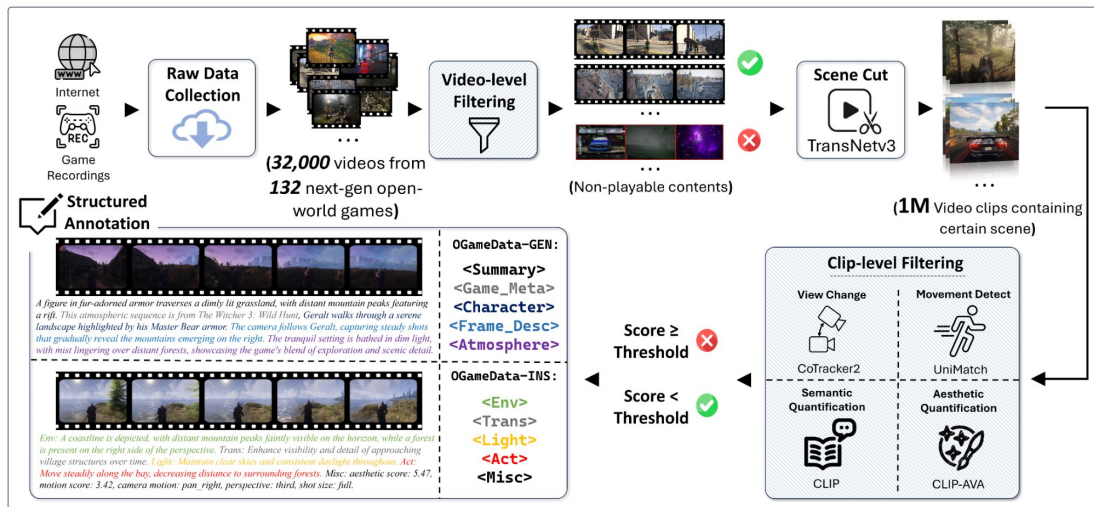 WWW
Internet
REC
Game
Recordings
Raw Data
Collection
...
(32,000 videos from
132 next-gen open-
world games)
Video-level
Filtering
...
...
(Non-playable contents)
Scene Cut
TransNetv3
...
(1M Video clips containing
certain scene)
Structured
Annotation
A figure in fur-adorned armor traverses a dimly lit grassland, with distant mountain peaks featuring
a rift. This atmospheric sequence is from The Witcher 3: Wild Hunt, Geralt walks through a serene
landscape highlighted by his Master Bear armor. The camera follows Geralt, capturing steady shots
that gradually reveal the mountains emerging on the right. The tranquil setting is bathed in dim light,
with mist lingering over distant forests, showcasing the game's blend of exploration and scenic detail.
OGameData-GEN:
<Summary>
<Game_Meta>
<Character>
<Frame_Desc>
<Atmosphere>
Env: A coastline is depicted, with distant mountain peaks faintly visible on the horizon, while a forest
is present on the right side of the perspective. Trans: Enhance visibility and detail of approaching
village structures over time. Light: Maintain clear skies and consistent daylight throughout. Act:
Move steadily along the bay, decreasing distance to surrounding forests. Misc: aesthetic score: 5.47,
motion score: 3.42, camera motion: pan_right, perspective: third, shot size: full.
OGameData-INS:
<Env>
<Trans>
<Light>
<Act>
<Misc>
Score ≥
Threshold
Score <
Threshold
Clip-level Filtering
View Change
CoTracker2
Movement Detect
UniMatch
Semantic
Quantification
CLIP
Aesthetic
Quantification
CLIP-AVA